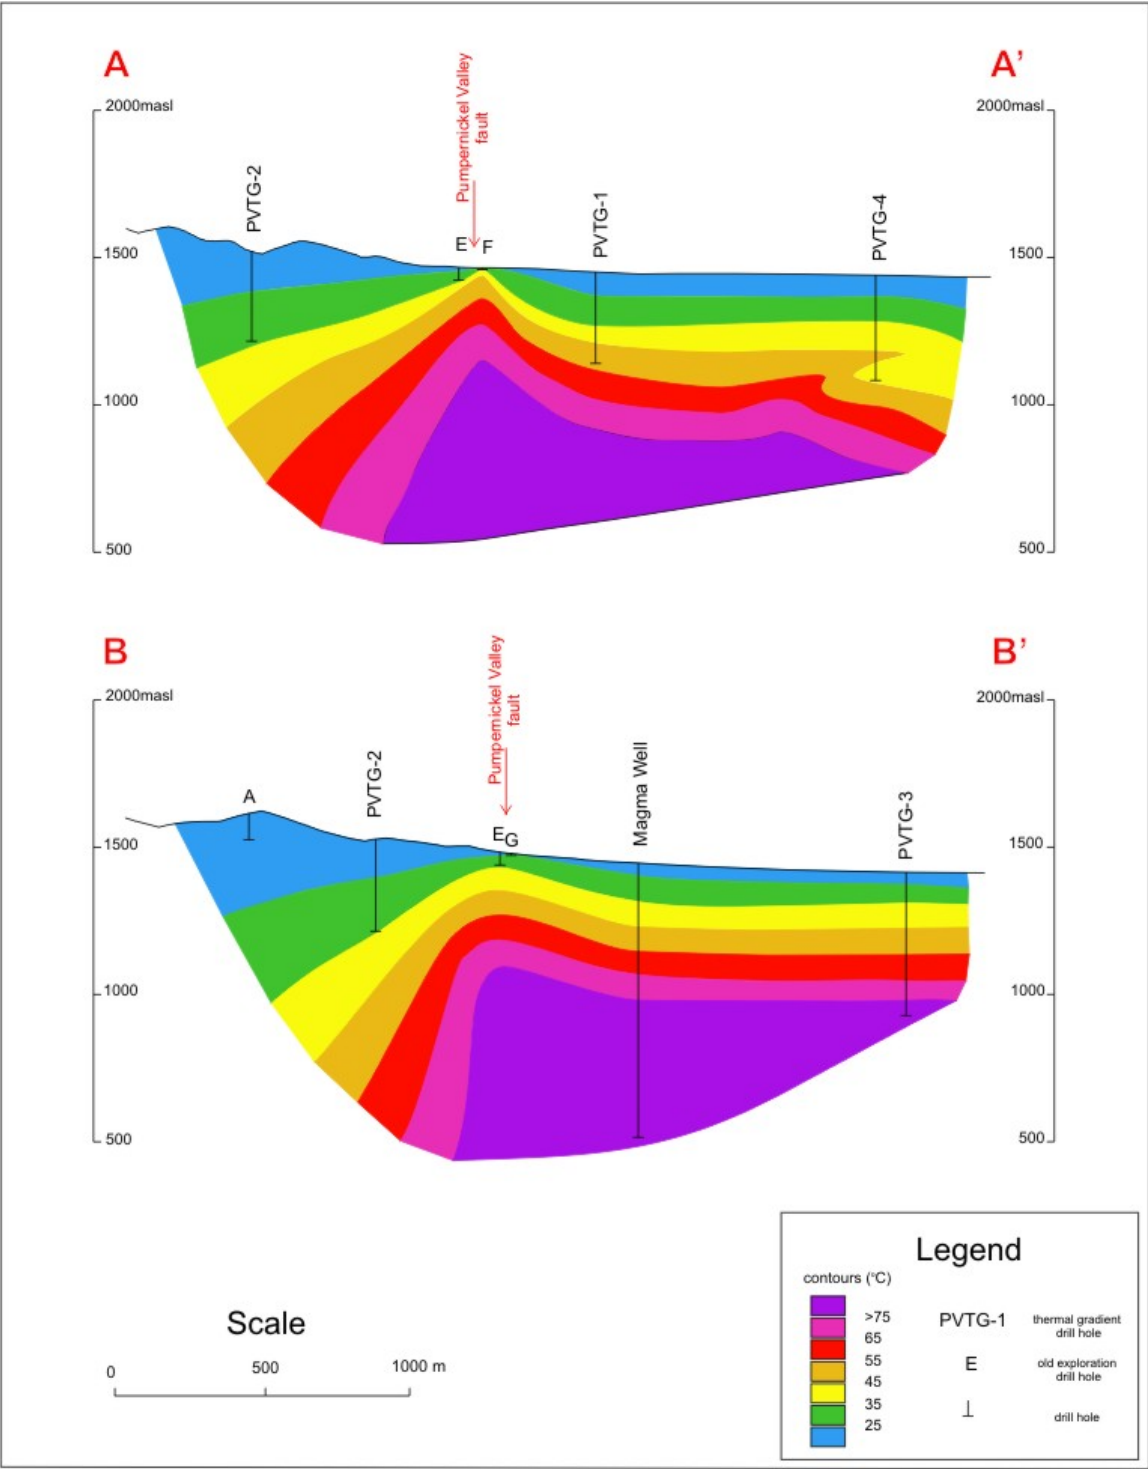 A
A’
Pumpernickel Valley
fault
2000masl
2000masl
PVTG-2
PVTG-1
PVTG-4
1500
E
F
1500
1000
1000
500
500
B
B’
Pumpernickel Valley
fault
2000masl
2000masl
A
PVTG-2
Magma Well
PVTG-3
1500
E
G
1500
1000
1000
500
500
Legend
contours (°C)
>75
65
55
45
35
25
PVTG-1
thermal gradient
drill hole
E
old exploration
drill hole
drill hole
Scale
0
500
1000 m